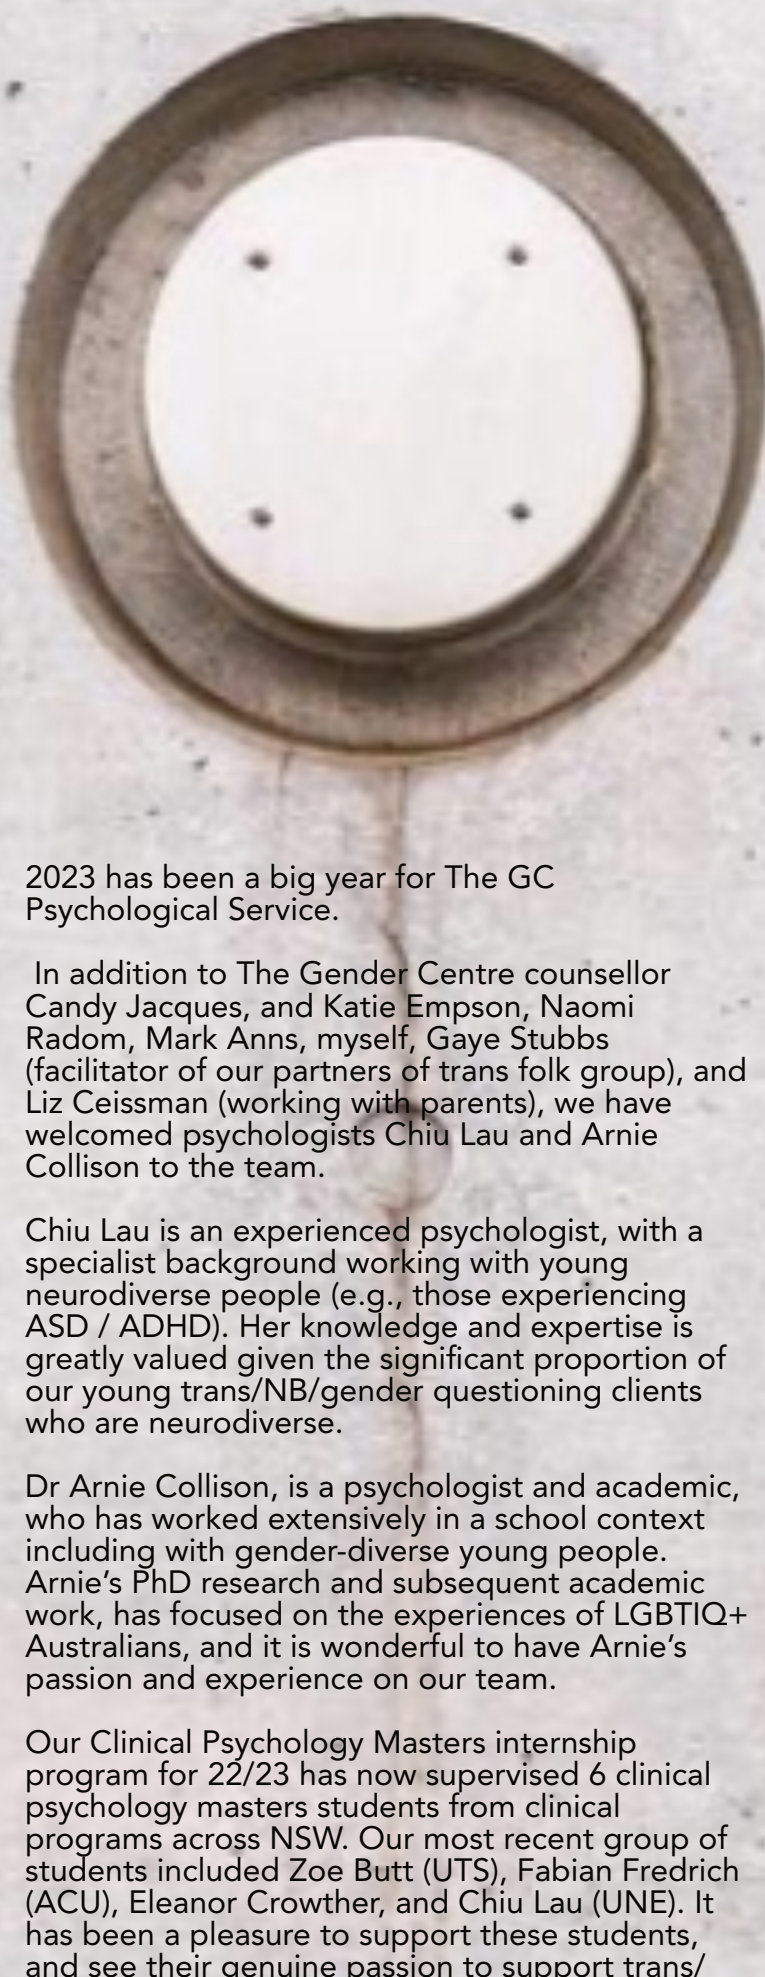 2023 has been a big year for The GC
Psychological Service.
In addition to The Gender Centre counsellor
Candy Jacques, and Katie Empson, Naomi
Radom, Mark Anns, myself, Gaye Stubbs
(facilitator of our partners of trans folk group), and
Liz Ceissman (working with parents), we have
welcomed psychologists Chiu Lau and Arnie
Collison to the team.
Chiu Lau is an experienced psychologist, with a
specialist background working with young
neurodiverse people (e.g., those experiencing
ASD / ADHD). Her knowledge and expertise is
greatly valued given the significant proportion of
our young trans/NB/gender questioning clients
who are neurodiverse.
Dr Arnie Collison, is a psychologist and academic,
who has worked extensively in a school context
including with gender-diverse young people.
Arnie’s PhD research and subsequent academic
work, has focused on the experiences of LGBTIQ+
Australians, and it is wonderful to have Arnie’s
passion and experience on our team.
Our Clinical Psychology Masters internship
program for 22/23 has now supervised 6 clinical
psychology masters students from clinical
programs across NSW. Our most recent group of
students included Zoe Butt (UTS), Fabian Fredrich
(ACU), Eleanor Crowther, and Chiu Lau (UNE). It
has been a pleasure to support these students,
and see their genuine passion to support trans/